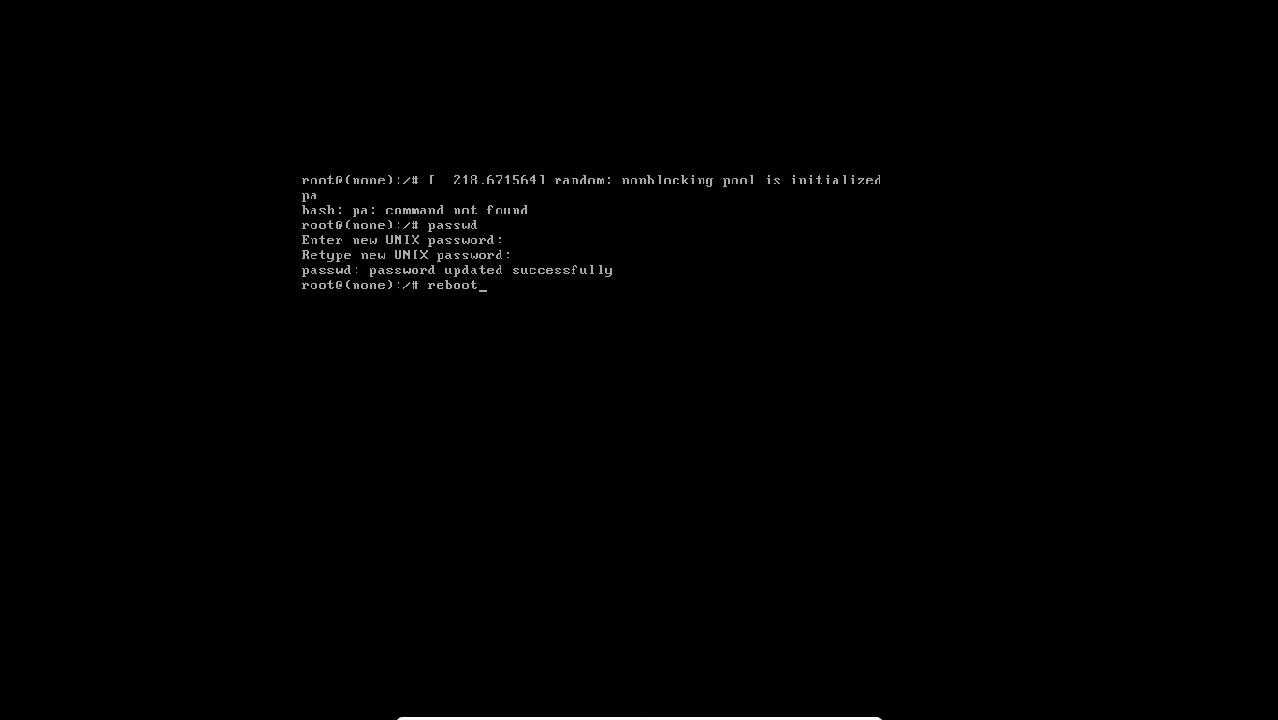 root@(none):/# [  218.671564] random: nonblocking pool is initialized
pa
bash: pa: command not found
root@(none):/# passwd
Enter new UNIX password:
Retype new UNIX password:
passwd: password updated successfully
root@(none):/# reboot_